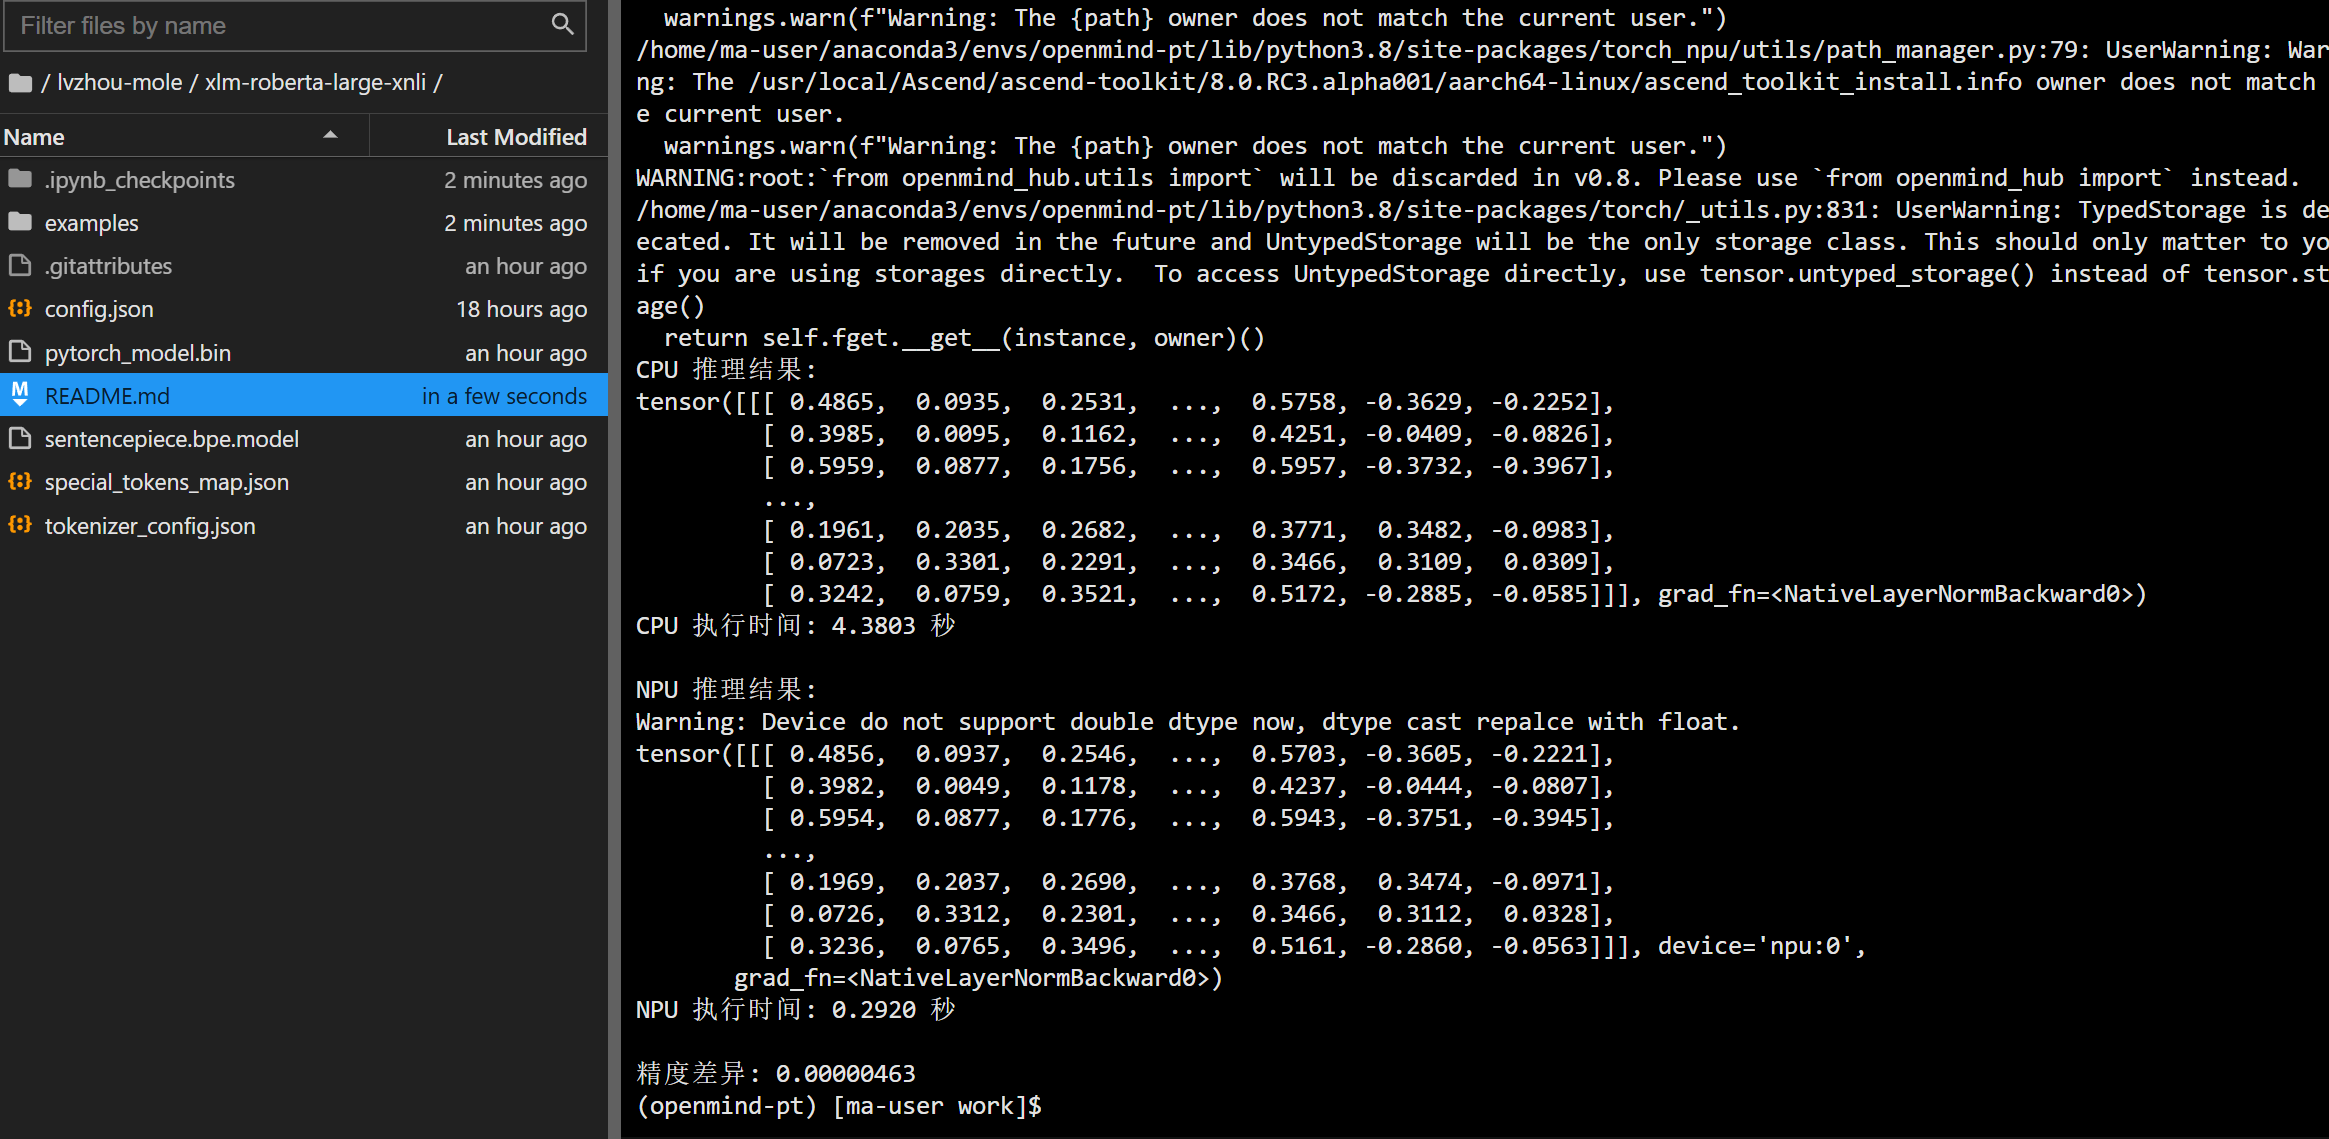 Filter files by name
/ lvzhou-mole / xlm-roberta-large-xnli /
Name Last Modified
.ipynb_checkpoints 2 minutes ago
examples 2 minutes ago
.gitattributes an hour ago
config.json 18 hours ago
pytorch_model.bin an hour ago
README.md in a few seconds
sentencepiece.bpe.model an hour ago
special_tokens_map.json an hour ago
tokenizer_config.json an hour ago
warnings.warn(f"Warning: The {path} owner does not match the current user.")
/home/ma-user/anaconda3/envs/openmind-pt/lib/python3.8/site-packages/torch_npu/utils/path_manager.py:79: UserWarning: War
ng: The /usr/local/Ascend/ascend-toolkit/8.0.RC3.alpha001/aarch64-linux/ascend_toolkit_install.info owner does not match
e current user.
warnings.warn(f"Warning: The {path} owner does not match the current user.")
WARNING:root:`from openmind_hub.utils import` will be discarded in v0.8. Please use `from openmind_hub import` instead.
/home/ma-user/anaconda3/envs/openmind-pt/lib/python3.8/site-packages/torch/_utils.py:831: UserWarning: TypedStorage is de
ecated. It will be removed in the future and UntypedStorage will be the only storage class. This should only matter to yo
if you are using storages directly.  To access UntypedStorage directly, use tensor.untyped_storage() instead of tensor.st
age()
return self.fget.__get__(instance, owner)()
CPU 推理结果:
tensor([[[ 0.4865,  0.0935,  0.2531,  ...,  0.5758, -0.3629, -0.2252],
[ 0.3985,  0.0095,  0.1162,  ...,  0.4251, -0.0409, -0.0826],
[ 0.5959,  0.0877,  0.1756,  ...,  0.5957, -0.3732, -0.3967],
...,
[ 0.1961,  0.2035,  0.2682,  ...,  0.3771,  0.3482, -0.0983],
[ 0.0723,  0.3301,  0.2291,  ...,  0.3466,  0.3109,  0.0309],
[ 0.3242,  0.0759,  0.3521,  ...,  0.5172, -0.2885, -0.0585]]], grad_fn=<NativeLayerNormBackward0>)
CPU 执行时间: 4.3803 秒
NPU 推理结果:
Warning: Device do not support double dtype now, dtype cast repalce with float.
tensor([[[ 0.4856,  0.0937,  0.2546,  ...,  0.5703, -0.3605, -0.2221],
[ 0.3982,  0.0049,  0.1178,  ...,  0.4237, -0.0444, -0.0807],
[ 0.5954,  0.0877,  0.1776,  ...,  0.5943, -0.3751, -0.3945],
...,
[ 0.1969,  0.2037,  0.2690,  ...,  0.3768,  0.3474, -0.0971],
[ 0.0726,  0.3312,  0.2301,  ...,  0.3466,  0.3112,  0.0328],
[ 0.3236,  0.0765,  0.3496,  ...,  0.5161, -0.2860, -0.0563]]], device='npu:0',
grad_fn=<NativeLayerNormBackward0>)
NPU 执行时间: 0.2920 秒
精度差异: 0.00000463
(openmind-pt) [ma-user work]$